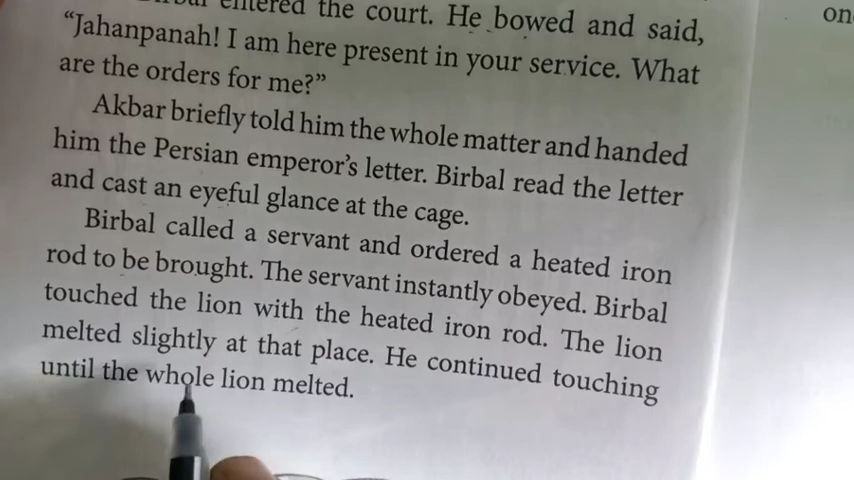 entered the court. He bowed and said,
“Jahanpanah! I am here present in your service. What
are the orders for me?”
Akbar briefly told him the whole matter and handed
him the Persian emperor’s letter. Birbal read the letter
and cast an eyeful glance at the cage.
Birbal called a servant and ordered a heated iron
rod to be brought. The servant instantly obeyed. Birbal
touched the lion with the heated iron rod. The lion
melted slightly at that place. He continued touching
until the whole lion melted.